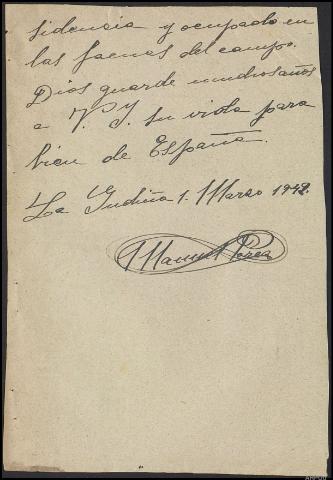 sidencia y ocupado en
las faenas del campo.
Dios guarde muchos años
a V. I. su vida para
bien de España.
La Gudiña 1. Marzo 1942.
Manuel Perea